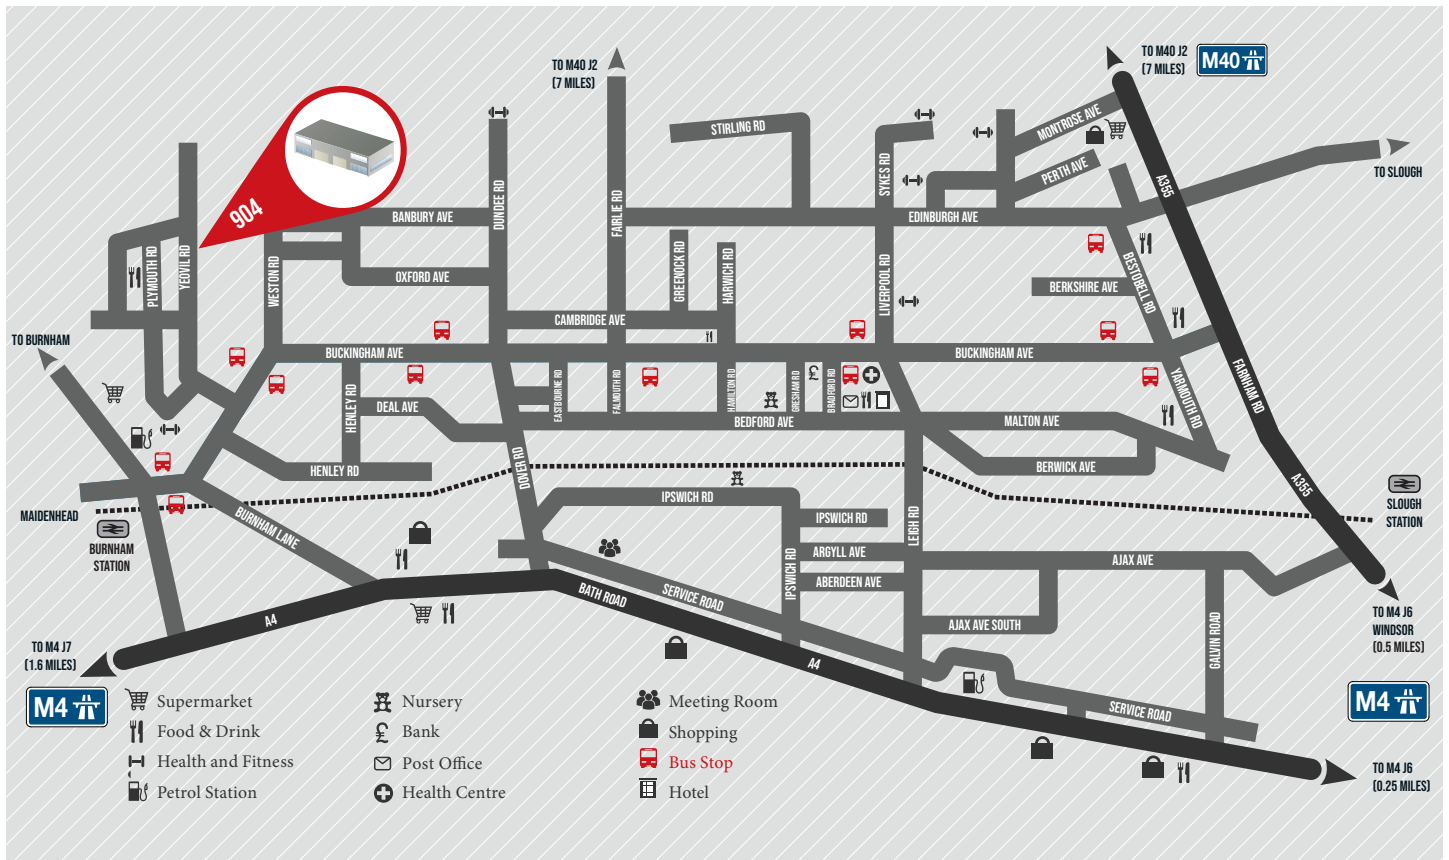 TO M40 J2
(7 MILES)
TO M40 J2
(7 MILES)
M40
MONTROSE AVE
STIRLING RD
PERTH AVE
TO SLOUGH
SYKES RD
A355
904
BANBURY AVE
DUNDEE RD
FAIRLIE RD
EDINBURGH AVE
PLYMOUTH RD
YEOVIL RD
WESTON RD
OXFORD AVE
GREENOCK RD
HARWICH RD
LIVERPOOL RD
BESTOBELL RD
BERKSHIRE AVE
CAMBRIDGE AVE
TO BURNHAM
BUCKINGHAM AVE
BUCKINGHAM AVE
HENLEY RD
DEAL AVE
EASTBOURNE RD
FALMOUTH RD
HAMILTON RD
GRESHAM RD
BRADFORD RD
YARMOUTH RD
FARNHAM RD
BEDFORD AVE
MALTON AVE
HENLEY RD
DOVER RD
BERWICK AVE
A355
MAIDENHEAD
BURNHAM
STATION
BURNHAM LANE
IPSWICH RD
IPSWICH RD
LEIGH RD
SLOUGH
STATION
ARGYLL AVE
AJAX AVE
IPSWICH RD
ABERDEEN AVE
BATH ROAD
SERVICE ROAD
A4
AJAX AVE SOUTH
GALVIN ROAD
TO M4 J6
WINDSOR
(0.5 MILES)
TO M4 J7
(1.6 MILES)
A4
M4
M4
SERVICE ROAD
TO M4 J6
(0.25 MILES)
Supermarket
Food & Drink
Health and Fitness
Petrol Station
Nursery
£ Bank
Post Office
Health Centre
Meeting Room
Shopping
Bus Stop
Hotel
£